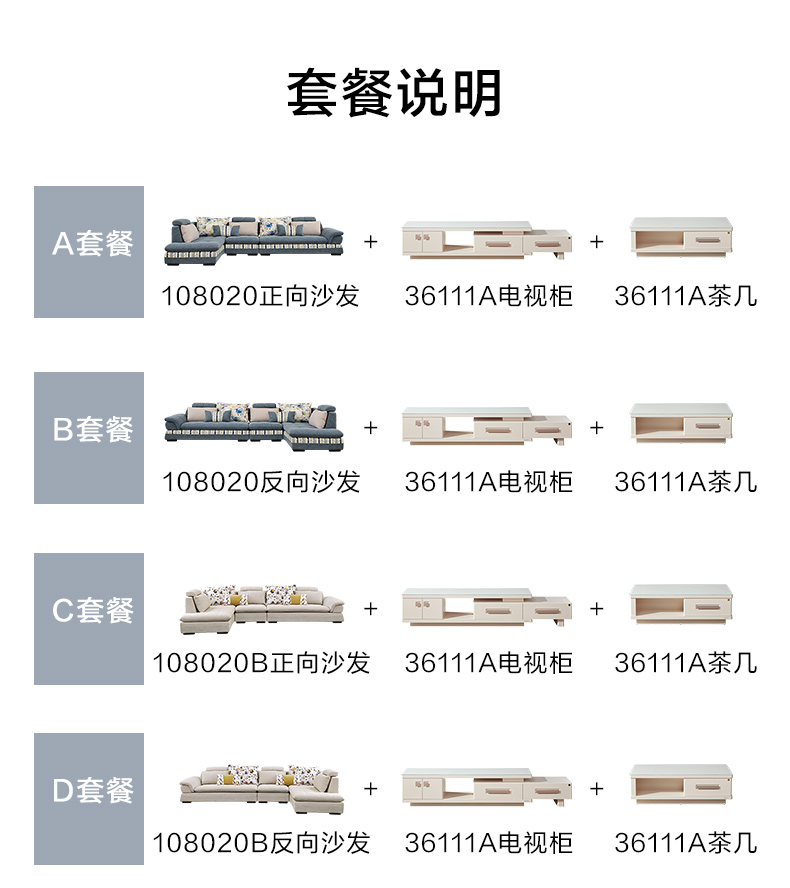 套餐说明
A套餐
+
+
108020正向沙发
36111A电视柜
36111A茶几
B套餐
+
+
108020反向沙发
36111A电视柜
36111A茶几
C套餐
+
+
108020B正向沙发
36111A电视柜
36111A茶几
D套餐
+
+
108020B反向沙发
36111A电视柜
36111A茶几